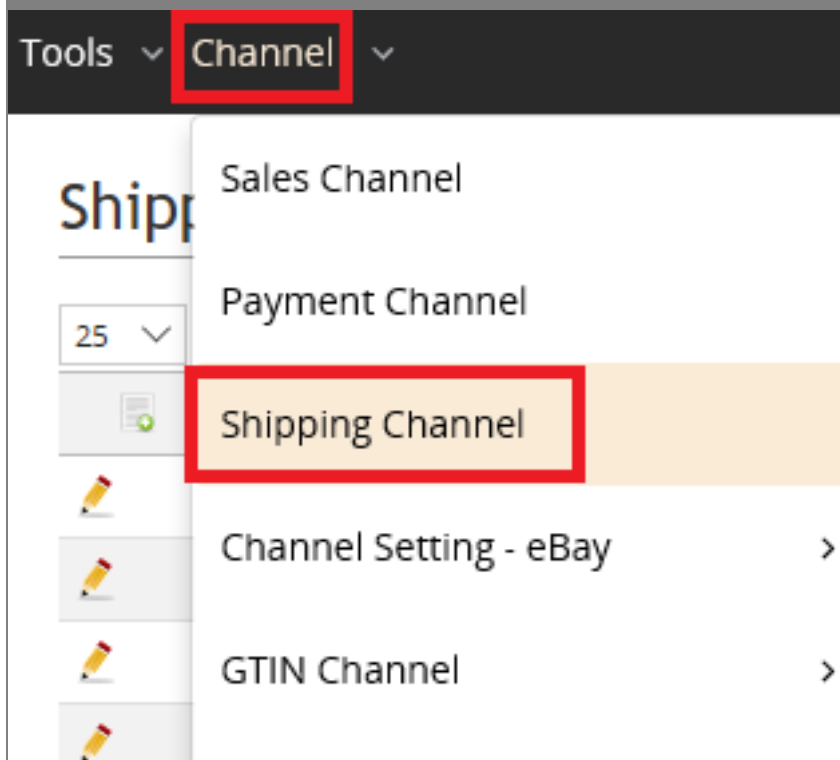 Tools Channel
Sales Channel
Shipp
Payment Channel
25
Shipping Channel
Channel Setting - eBay
GTIN Channel